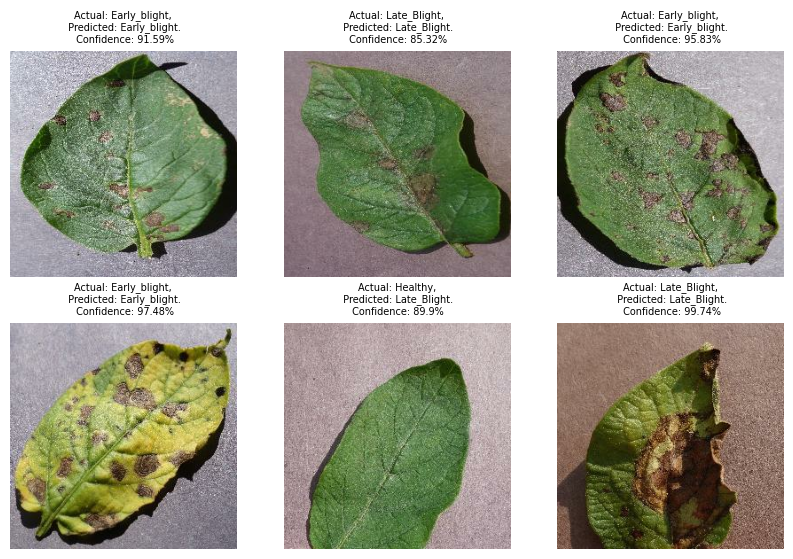 Actual: Early_blight,
Predicted: Early_blight.
Confidence: 91.59%
Actual: Late_Blight,
Predicted: Late_Blight.
Confidence: 85.32%
Actual: Early_blight,
Predicted: Early_blight.
Confidence: 95.83%
Actual: Early_blight,
Predicted: Early_blight.
Confidence: 97.48%
Actual: Healthy,
Predicted: Late_Blight.
Confidence: 89.9%
Actual: Late_Blight,
Predicted: Late_Blight.
Confidence: 99.74%